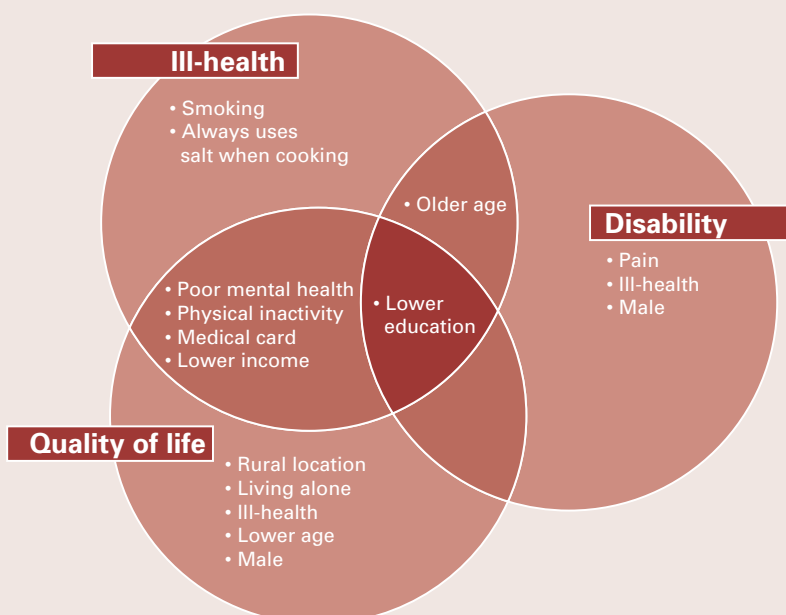 Ill-health
• Smoking
• Always uses
salt when cooking
• Older age
Disability
• Pain
• Ill-health
• Male
• Poor mental health
• Physical inactivity
• Medical card
• Lower income
• Lower
education
Quality of life
• Rural location
• Living alone
• Ill-health
• Lower age
• Male